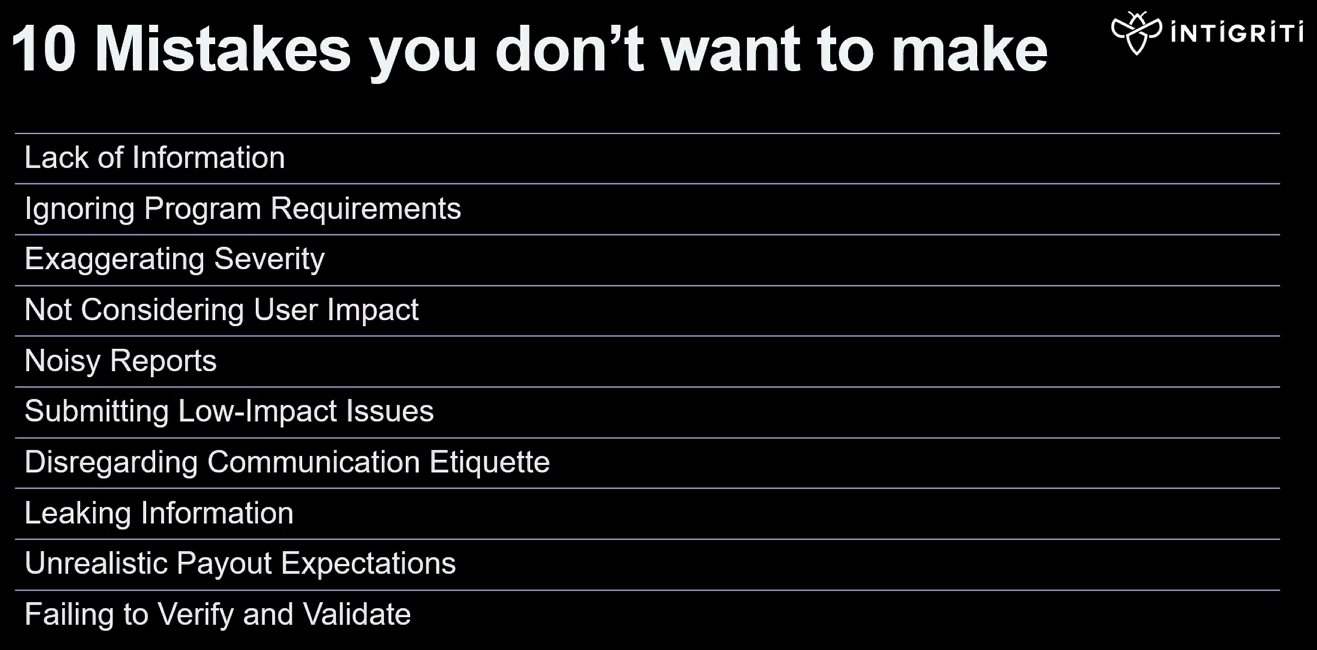 10 Mistakes you don’t want to make
INTIGRITI
Lack of Information
Ignoring Program Requirements
Exaggerating Severity
Not Considering User Impact
Noisy Reports
Submitting Low-Impact Issues
Disregarding Communication Etiquette
Leaking Information
Unrealistic Payout Expectations
Failing to Verify and Validate